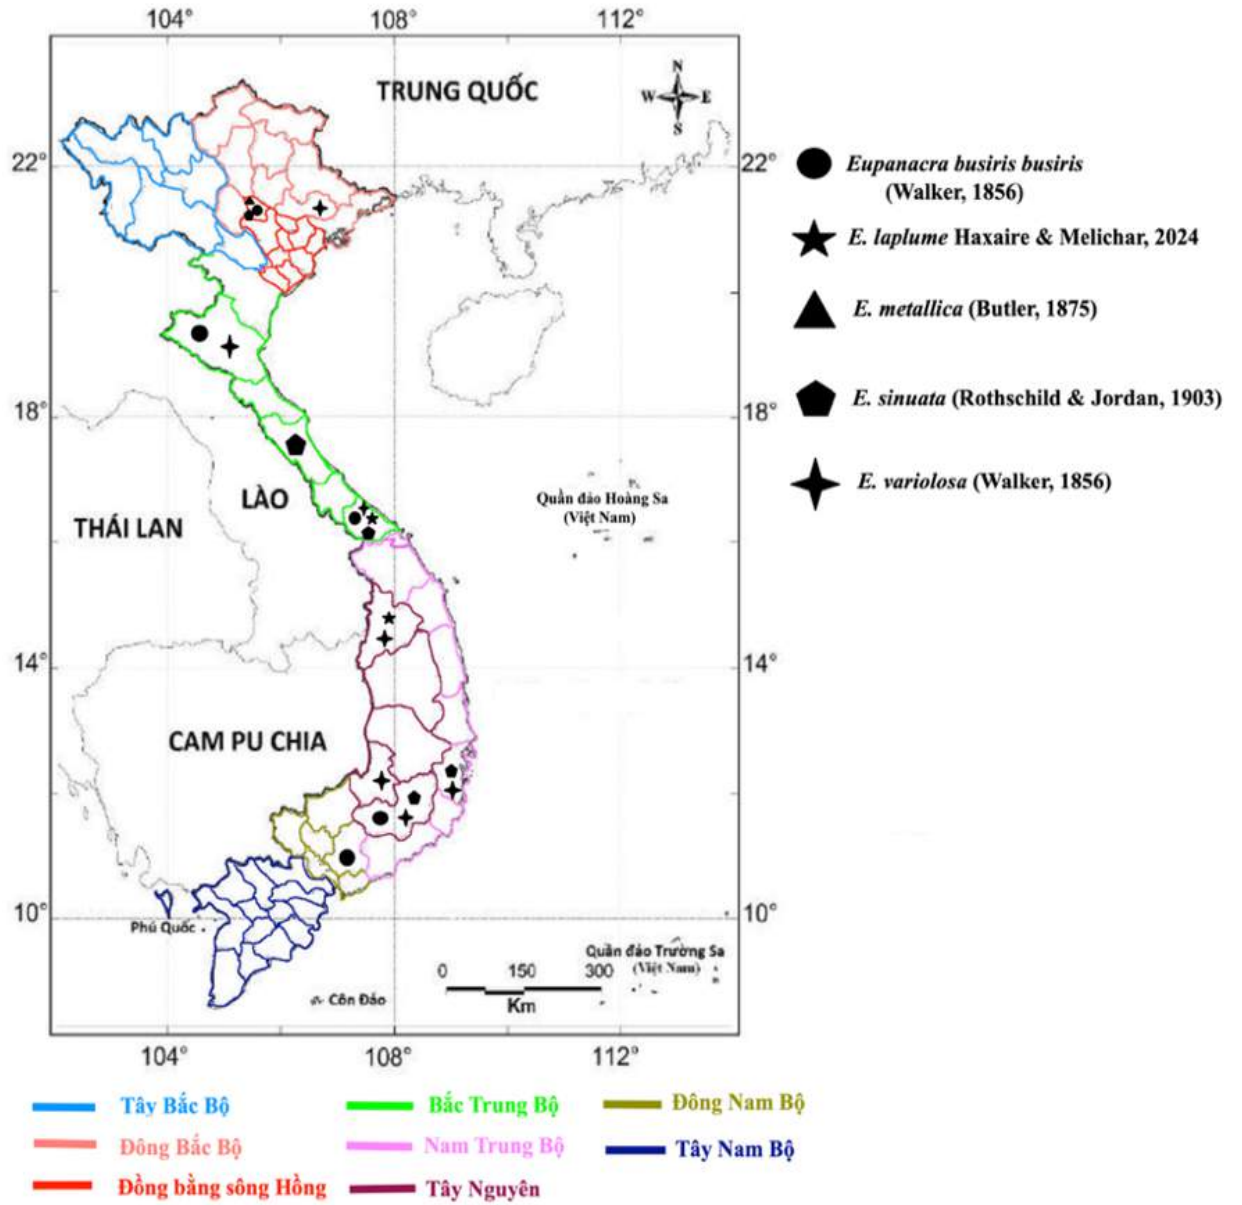 104°
108°
112°
TRUNG QUỐC
N
W
E
S
22°
22°
18°
18°
LÀO
THÁI LAN
Quần đảo Hoàng Sa
(Việt Nam)
14°
14°
CAM PU CHIA
10°
10°
Phú Quốc
Quần đảo Trường Sa
(Việt Nam)
0 150 300
Km
Côn Đảo
104°
108°
112°
Eupanacra busiris busiris
(Walker, 1856)
E. laplume Haxaire & Melichar, 2024
E. metallica (Butler, 1875)
E. sinuata (Rothschild & Jordan, 1903)
E. variolosa (Walker, 1856)
Tây Bắc Bộ
Bắc Trung Bộ
Đông Nam Bộ
Đông Bắc Bộ
Nam Trung Bộ
Tây Nam Bộ
Đồng bằng sông Hồng
Tây Nguyên